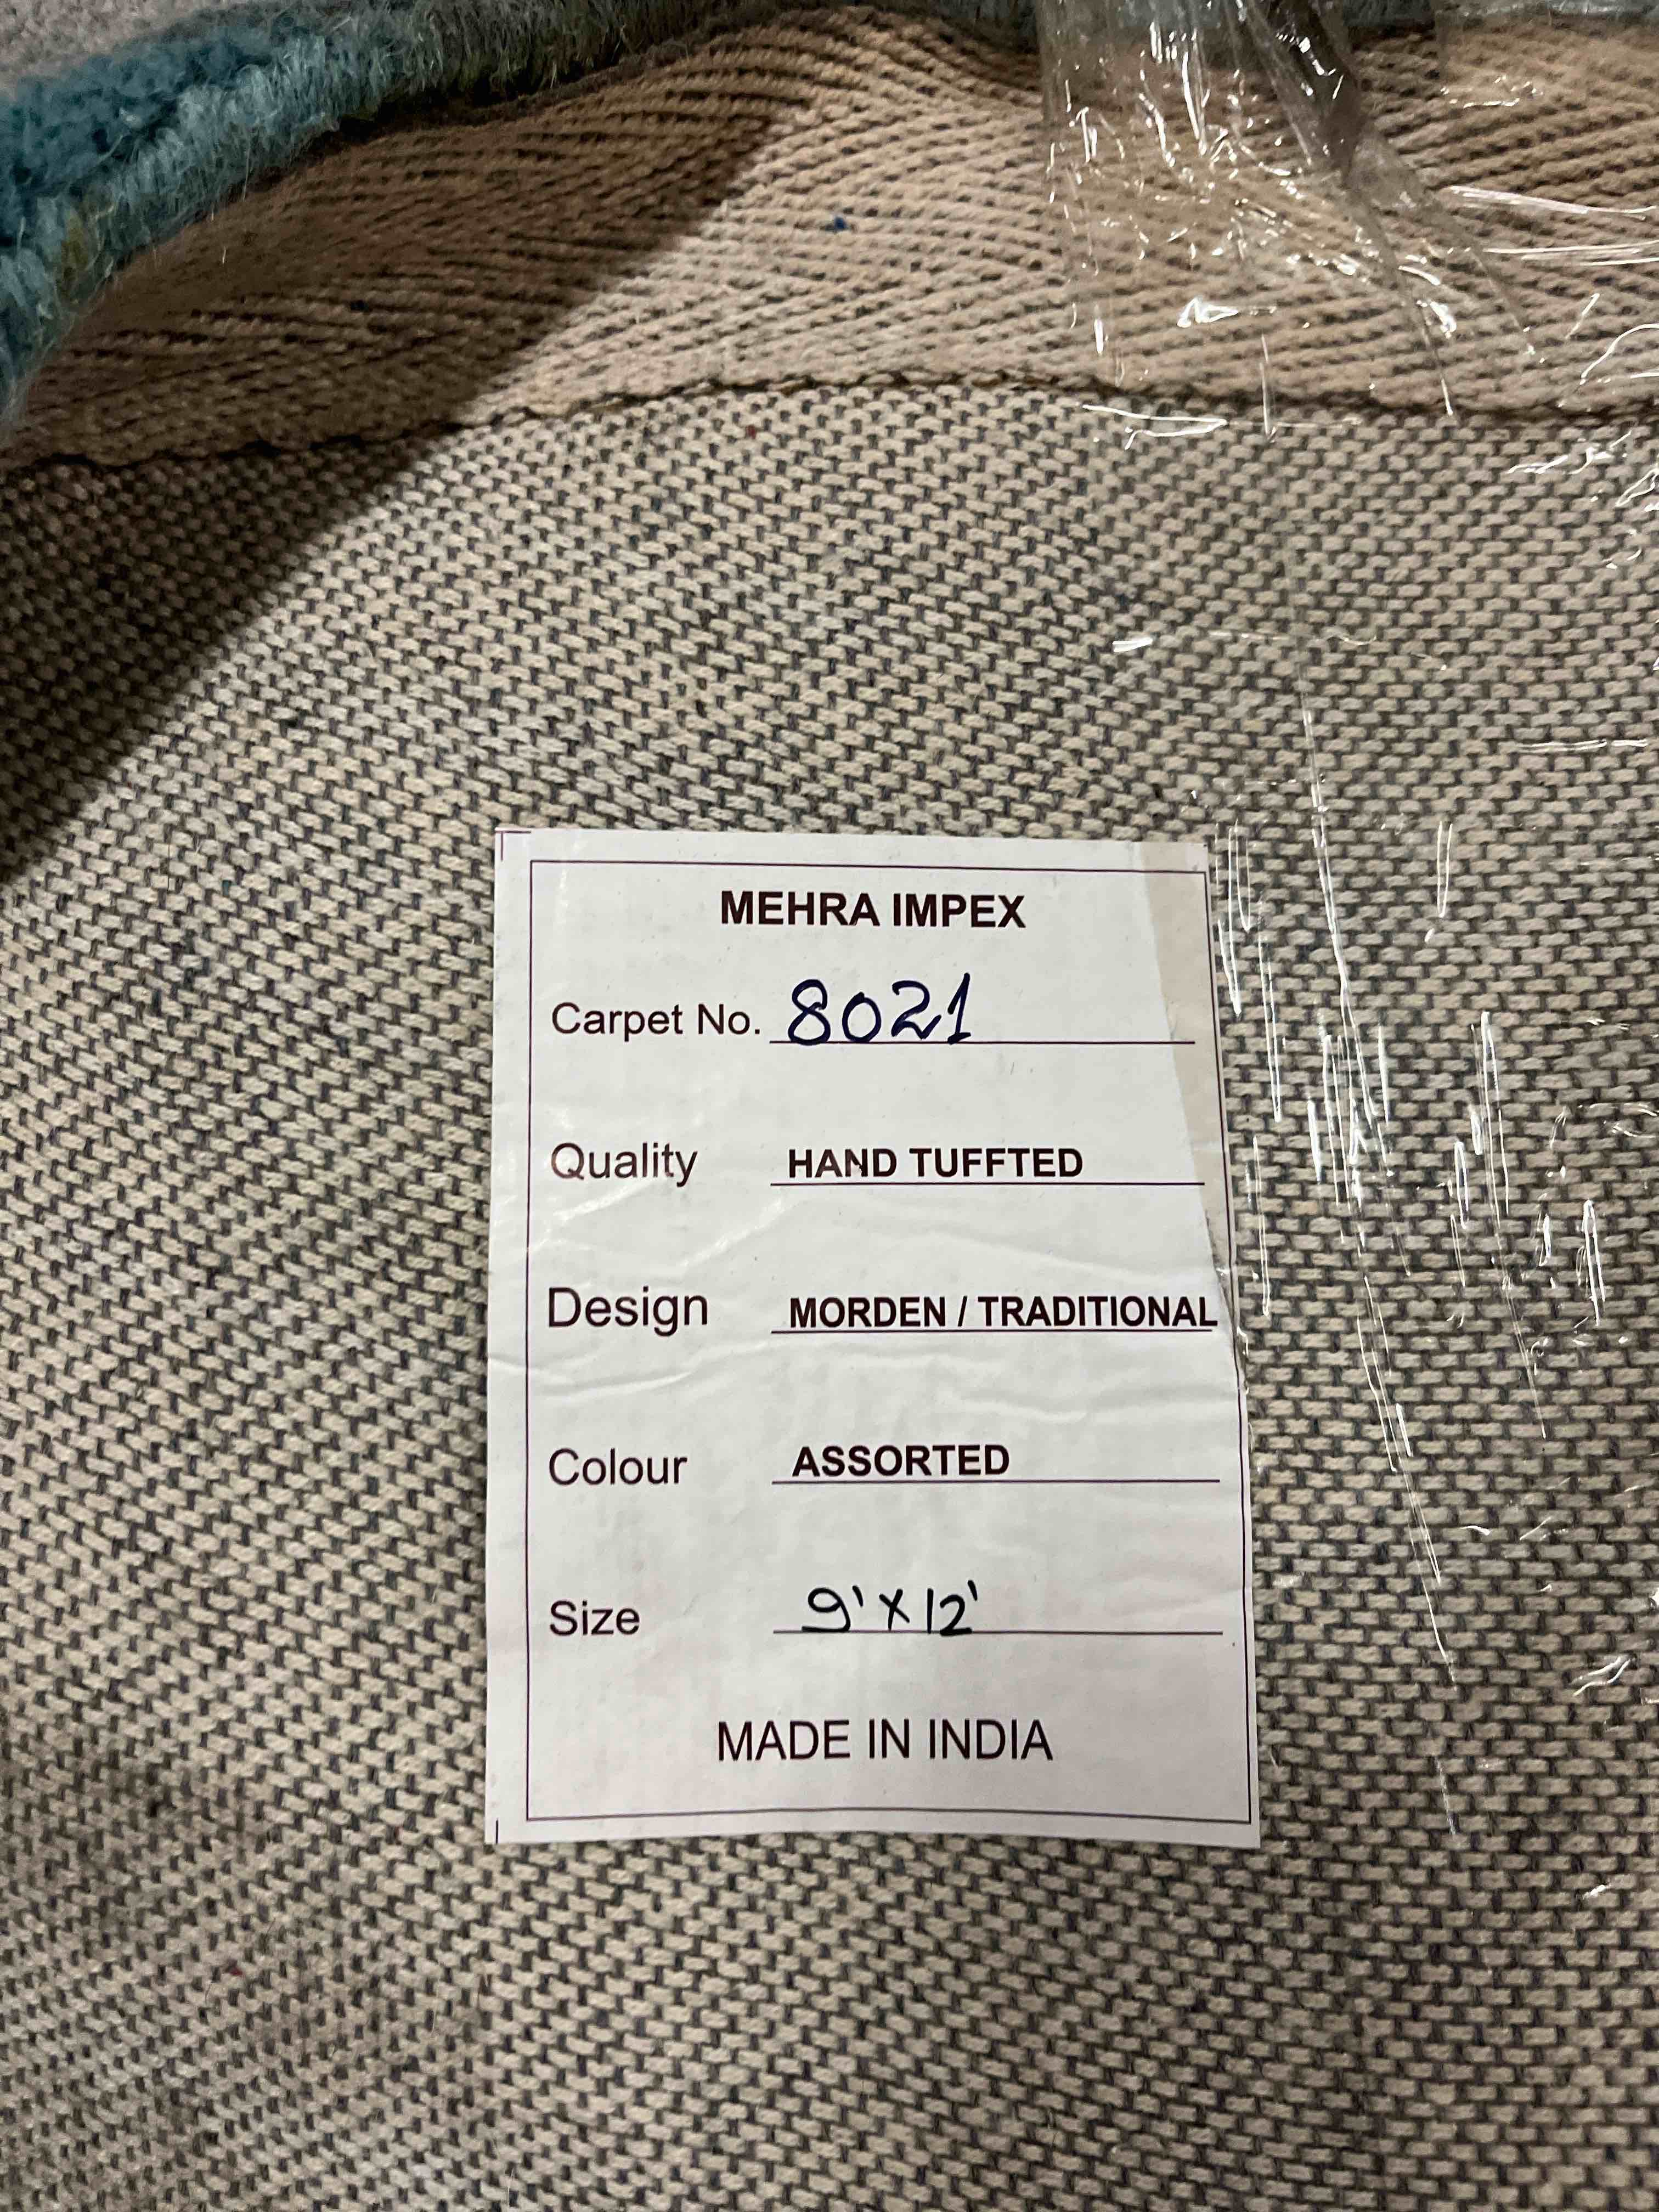 MEHRA IMPEX
Carpet No. 8021
Quality HAND TUFFTED
Design MORDEN / TRADITIONAL
Colour ASSORTED
Size 9'X12'
MADE IN INDIA